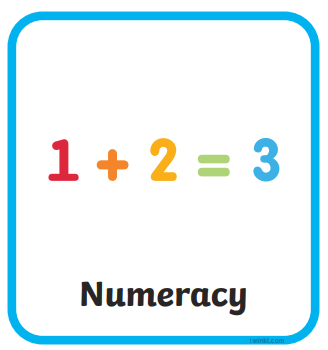 1 + 2 = 3
Numeracy
twinkl.com